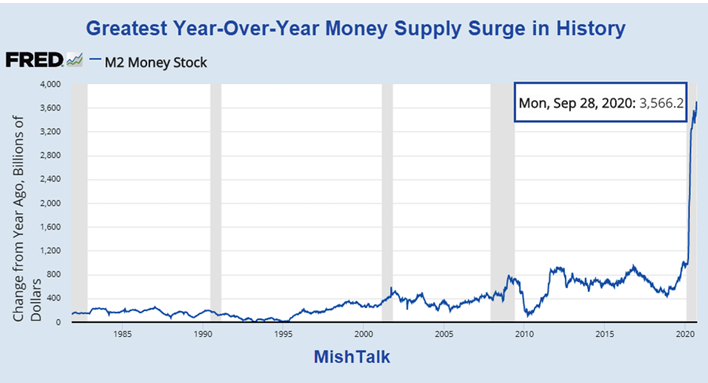 Greatest Year-Over-Year Money Supply Surge in History
FRED
M2 Money Stock
Mon, Sep 28, 2020: 3,566.2
Change from Year Ago, Billions of
Dollars
4,000
3,600
3,200
2,800
2,400
2,000
1,600
1,200
800
400
0
1985
1990
1995
2000
2005
2010
2015
2020
MishTalk